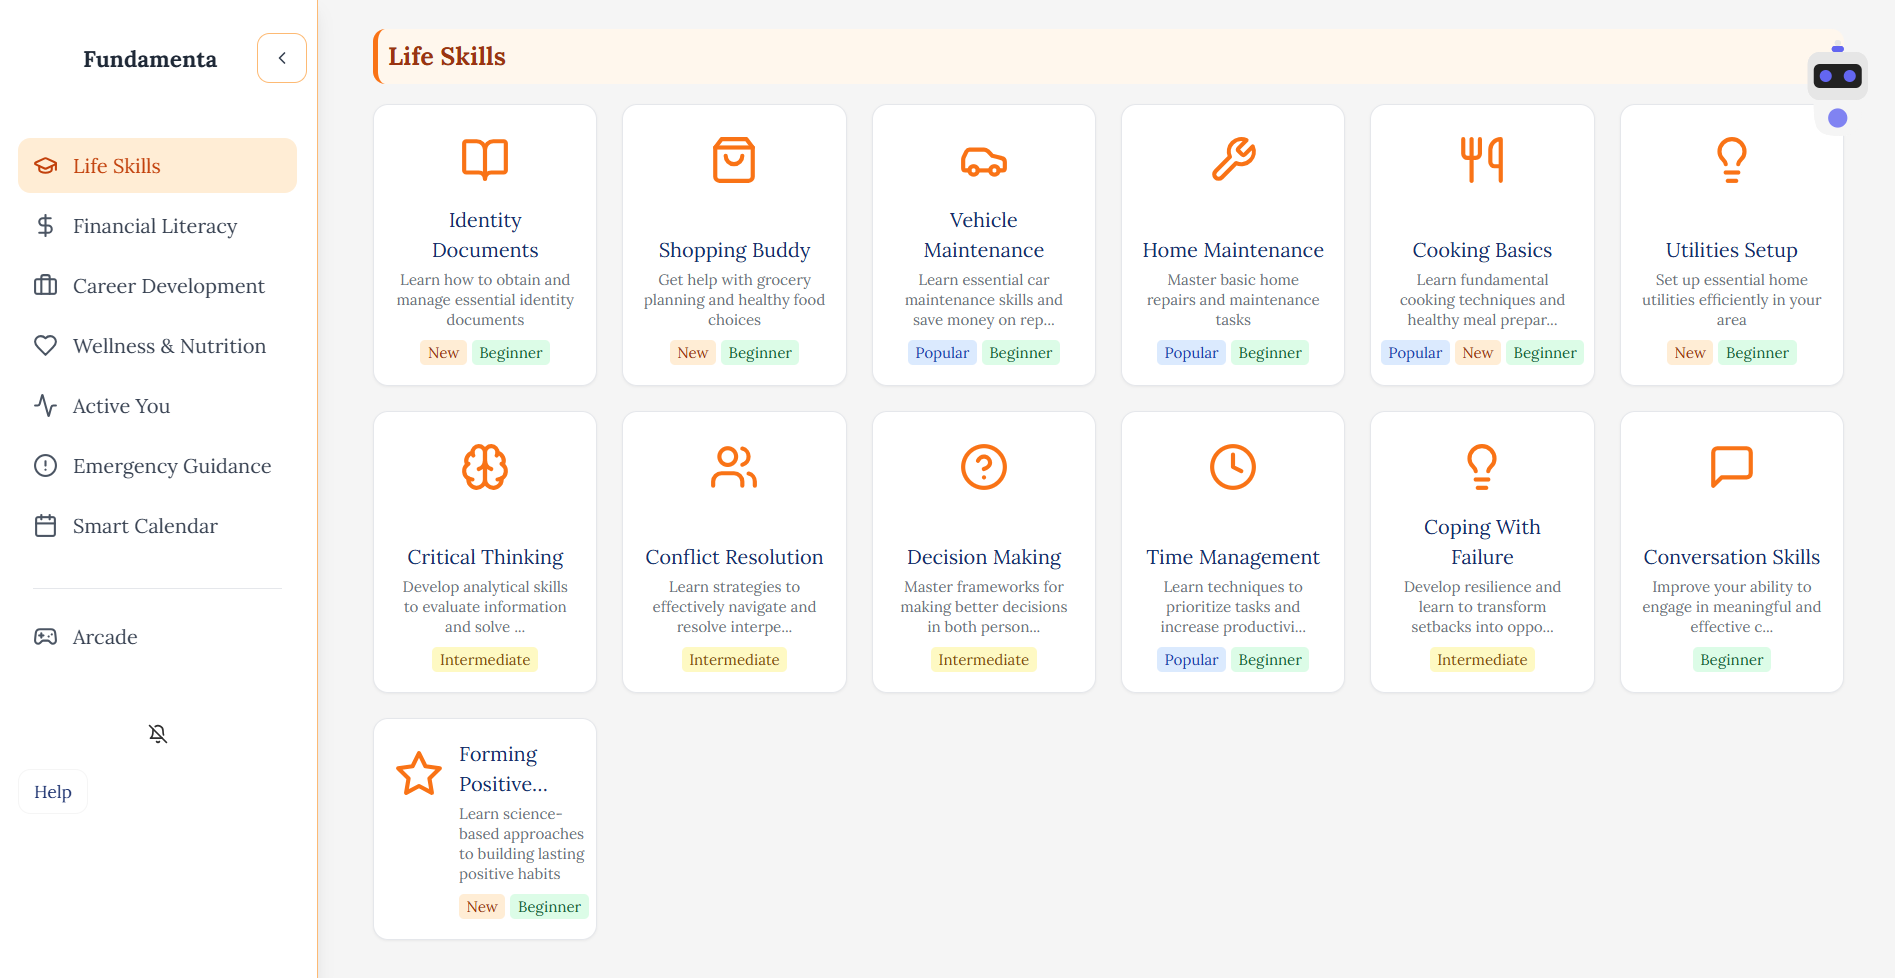 Fundamenta
Life Skills
Financial Literacy
Career Development
Wellness & Nutrition
Active You
Emergency Guidance
Smart Calendar
Arcade
Help
Life Skills
Identity
Documents
Learn how to obtain and
manage essential identity
documents
New Beginner
Shopping Buddy
Get help with grocery
planning and healthy food
choices
New Beginner
Vehicle
Maintenance
Learn essential car
maintenance skills and
save money on rep...
Popular Beginner
Home Maintenance
Master basic home
repairs and maintenance
tasks
Popular Beginner
Cooking Basics
Learn fundamental
cooking techniques and
healthy meal prepar...
Popular New Beginner
Utilities Setup
Set up essential home
utilities efficiently in your
area
New Beginner
Critical Thinking
Develop analytical skills
to evaluate information
and solve ...
Intermediate
Conflict Resolution
Learn strategies to
effectively navigate and
resolve interpe...
Intermediate
Decision Making
Master frameworks for
making better decisions
in both person...
Intermediate
Time Management
Learn techniques to
prioritize tasks and
increase productivi...
Popular Beginner
Coping With
Failure
Develop resilience and
learn to transform
setbacks into oppo...
Intermediate
Conversation Skills
Improve your ability to
engage in meaningful and
effective c...
Beginner
Forming
Positive...
Learn science-
based approaches
to building lasting
positive habits
New Beginner